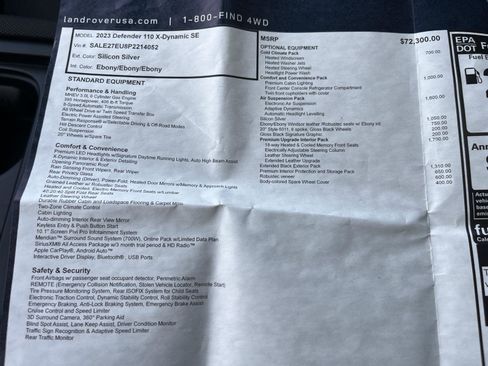 landroverusa.com | 1-800-FIND 4WD
MODEL: 2023 Defender 110 X-Dynamic SE
Vin #: SALE27EU8P2214052
Ext. Color: Silicon Silver
Int. Color: Ebony/Ebony/Ebony
STANDARD EQUIPMENT
Performance & Handling
MHEV 3.0L 6 Cylinder Gas Engine
395 Horsepower, 406 lb ft Torque
8-Speed Automatic Transmission
All Wheel Drive w/ Twin Speed Transfer Box
Electric Power Assisted Steering
Terrain Response® w/Selectable Driving & Off-Road Modes
Hill Descent Control
Coil Suspension
20" Wheels w/Spare Tire
Comfort & Convenience
Premium LED Headlights w/Signature Daytime Running Lights, Auto High Beam Assist
X-Dynamic Interior & Exterior Details
Opening Panoramic Roof
Rain Sensing Front Wipers, Rear Wiper
Rear Privacy Glass
Auto-Dimming (Driver), Power-Fold, Heated Door Mirrors w/Memory & Approach Lights
Grained Leather w/ Robustec Seats
Heated and Cooled, Electric Memory Front Seats w/Lumbar
40:20:40 Split Fold Rear Seats
Leather Steering Wheel
Durable Rubber Cabin and Loadspace Flooring & Carpet Mats
Two-Zone Climate Control
Cabin Lighting
Auto-dimming Interior Rear View Mirror
Keyless Entry & Push Button Start
10.1" Screen Pivi Pro Infotainment System
Meridian™ Surround Sound System (700W), Online Pack w/Limited Data Plan
SiriusXM® All Access Package w/3 month trial period & HD Radio™
Apple CarPlay®, Android Auto™
Interactive Driver Display, Bluetooth®, USB Ports
Safety & Security
Front Airbags w/ passenger seat occupant detector, Perimetric Alarm
REMOTE (Emergency Collision Notification, Stolen Vehicle Locator, Remote Start)
Tire Pressure Monitoring System, Rear ISOFIX System for Child Seats
Electronic Traction Control, Dynamic Stability Control, Roll Stability Control
Emergency Braking, Anti-Lock Braking System, Emergency Brake Assist
Cruise Control and Speed Limiter
3D Surround Camera, 360° Parking Aid
Blind Spot Assist, Lane Keep Assist, Driver Condition Monitor
Traffic Sign Recognition & Adaptive Speed Limiter
Rear Traffic Monitor
MSRP $72,300.00
OPTIONAL EQUIPMENT
Cold Climate Pack 700.00
Heated Windscreen
Heated Washer Jets
Heated Steering Wheel
Headlight Power Wash
Comfort and Convenience Pack 1,000.00
Premium Cabin Lighting
Front Center Console Refrigerator Compartment
Twin front cupholders with cover
Air Suspension Pack 1,600.00
Electronic Air Suspension
Adaptive Dynamics
Automatic Headlight Levelling
Silicon Silver 1,050.00
Ebony/Ebony Windsor leather /Robustec seats w/ Ebony int 750.00
20" Style 5011, 6 spoke, Gloss Black Wheels 200.00
Gloss Black Signature Graphic 200.00
Premium Upgrade Interior Pack
18-way Heated & Cooled Memory Front Seats
Electrically Adjustable Steering Column
Leather Steering Wheel
Extended Leather Upgrade
Extended Black Exterior Pack 1,310.00
Premium Interior Protection and Storage Pack 650.00
Robustec veneer 600.00
Body-colored Spare Wheel Cover 400.00
EPA
DOT